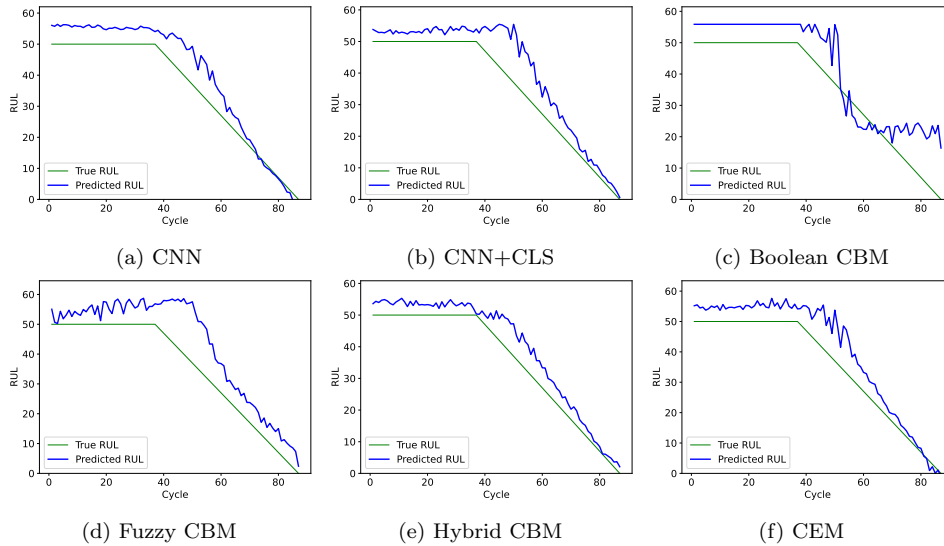 60
50
40
30
20
10
0
RUL
True RUL
Predicted RUL
0 20 40 60 80
Cycle
(a) CNN
60
50
40
30
20
10
0
RUL
True RUL
Predicted RUL
0 20 40 60 80
Cycle
(b) CNN+CLS
60
50
40
30
20
10
0
RUL
True RUL
Predicted RUL
0 20 40 60 80
Cycle
(c) Boolean CBM
60
50
40
30
20
10
0
RUL
True RUL
Predicted RUL
0 20 40 60 80
Cycle
(d) Fuzzy CBM
60
50
40
30
20
10
0
RUL
True RUL
Predicted RUL
0 20 40 60 80
Cycle
(e) Hybrid CBM
60
50
40
30
20
10
0
RUL
True RUL
Predicted RUL
0 20 40 60 80
Cycle
(f) CEM